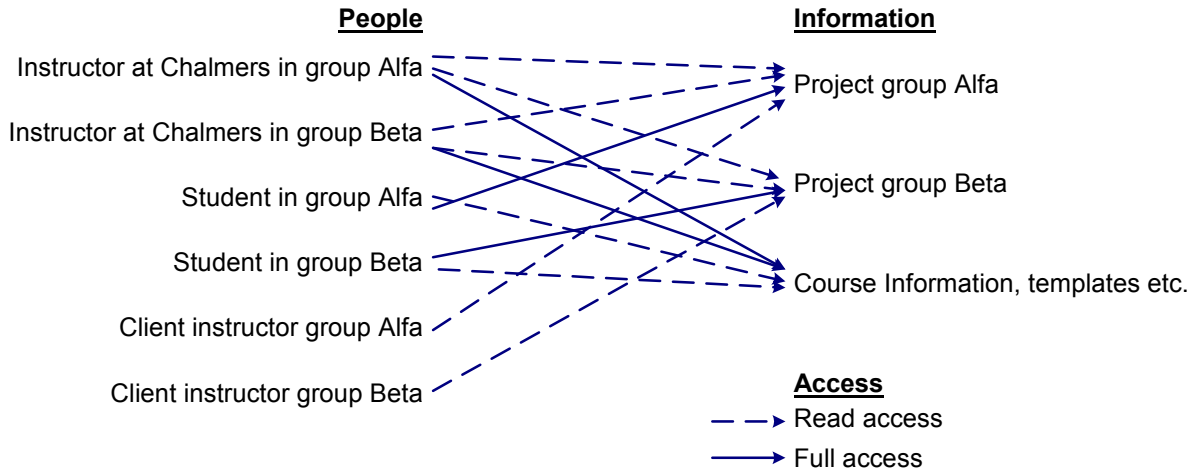 People
Instructor at Chalmers in group Alfa
Instructor at Chalmers in group Beta
Student in group Alfa
Student in group Beta
Client instructor group Alfa
Client instructor group Beta
Information
Project group Alfa
Project group Beta
Course Information, templates etc.
Access
Read access
Full access